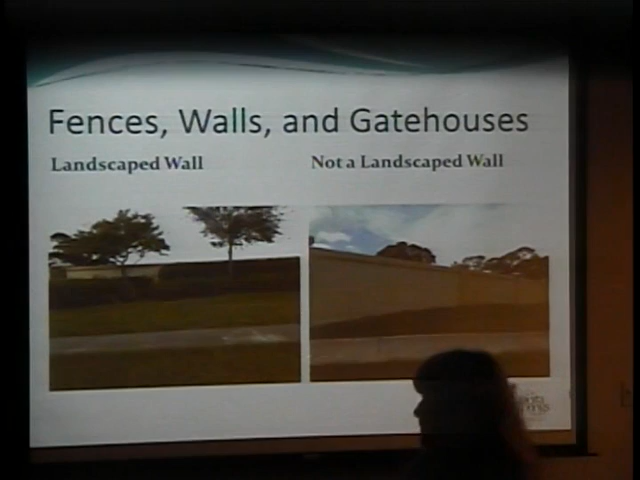 Fences, Walls, and Gatehouses
Landscaped Wall
Not a Landscaped Wall